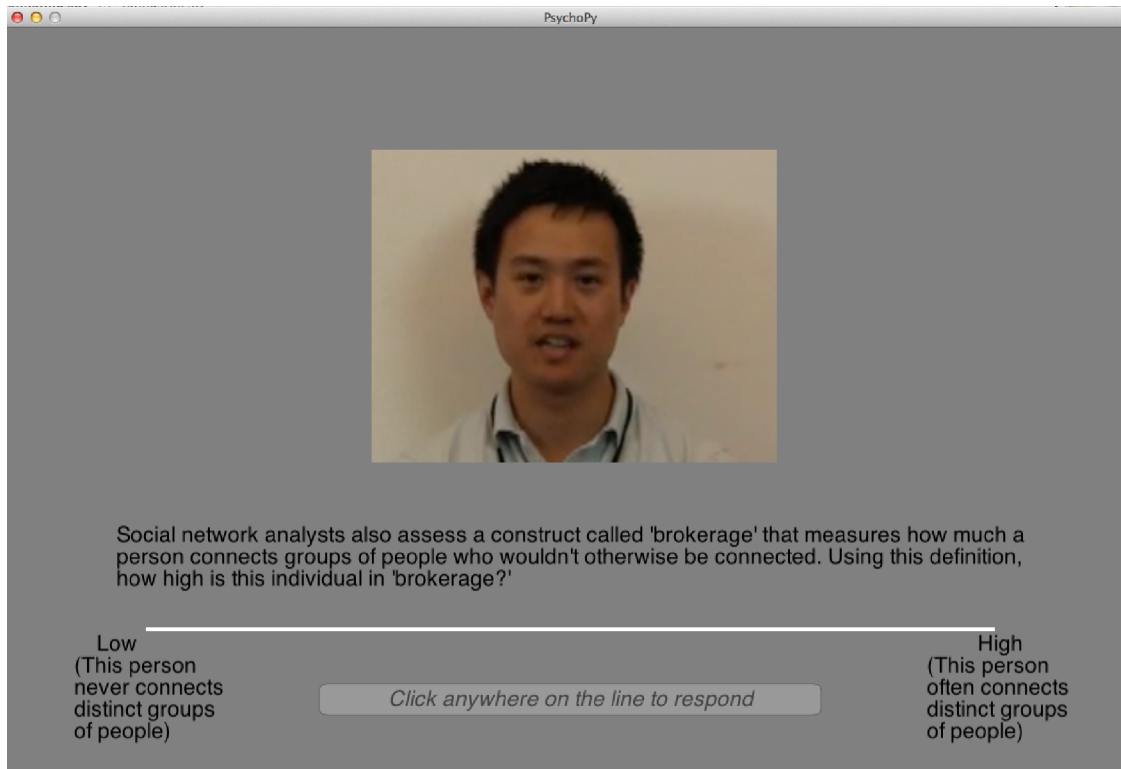 PsychoPy
Social network analysts also assess a construct called 'brokerage' that measures how much a
person connects groups of people who wouldn't otherwise be connected. Using this definition,
how high is this individual in 'brokerage?'
Low
(This person
never connects
distinct groups
of people)
Click anywhere on the line to respond
High
(This person
often connects
distinct groups
of people)